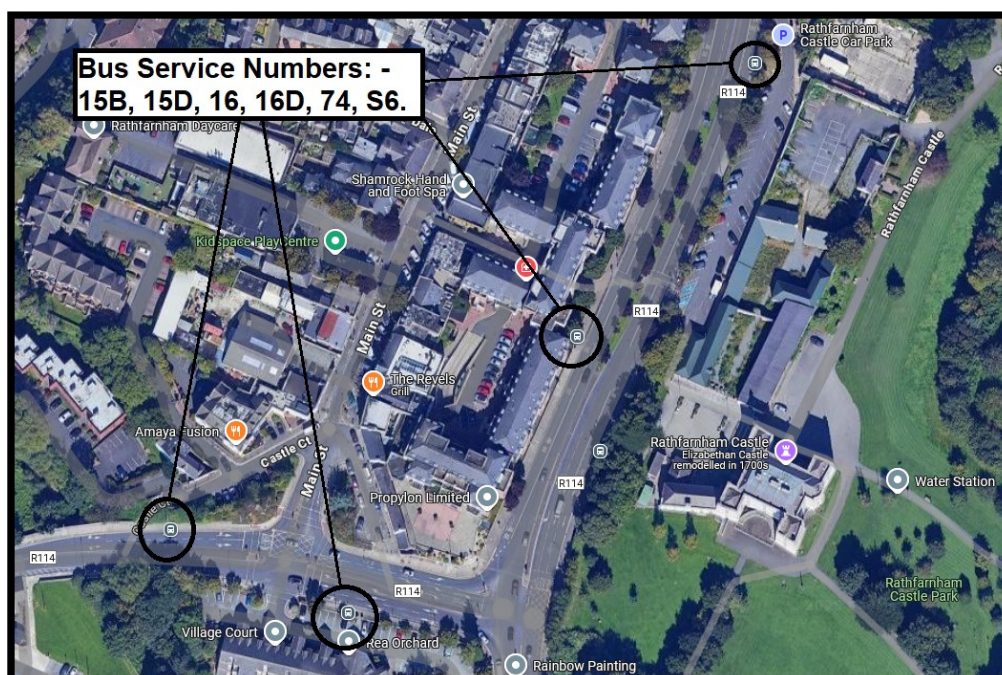 Rathfarnham
Castle Car Park
Bus Service Numbers: -
15B, 15D, 16, 16D, 74, S6.
R114
Rathfarnham Daycare
Main St
Shamrock Hand
and Foot Spa
Rathfarnham Castle
Kidspace PlayCentre
R114
Main St
The Revels
Grill
Amaya Fusion
Castle Ct
Main St
Rathfarnham Castle
Elizabethan Castle
remodelled in 1700s
Water Station
R114
Propylon Limited
R114
R114
Rathfarnham
Castle Park
Village Court
Rea Orchard
Rainbow Painting
P